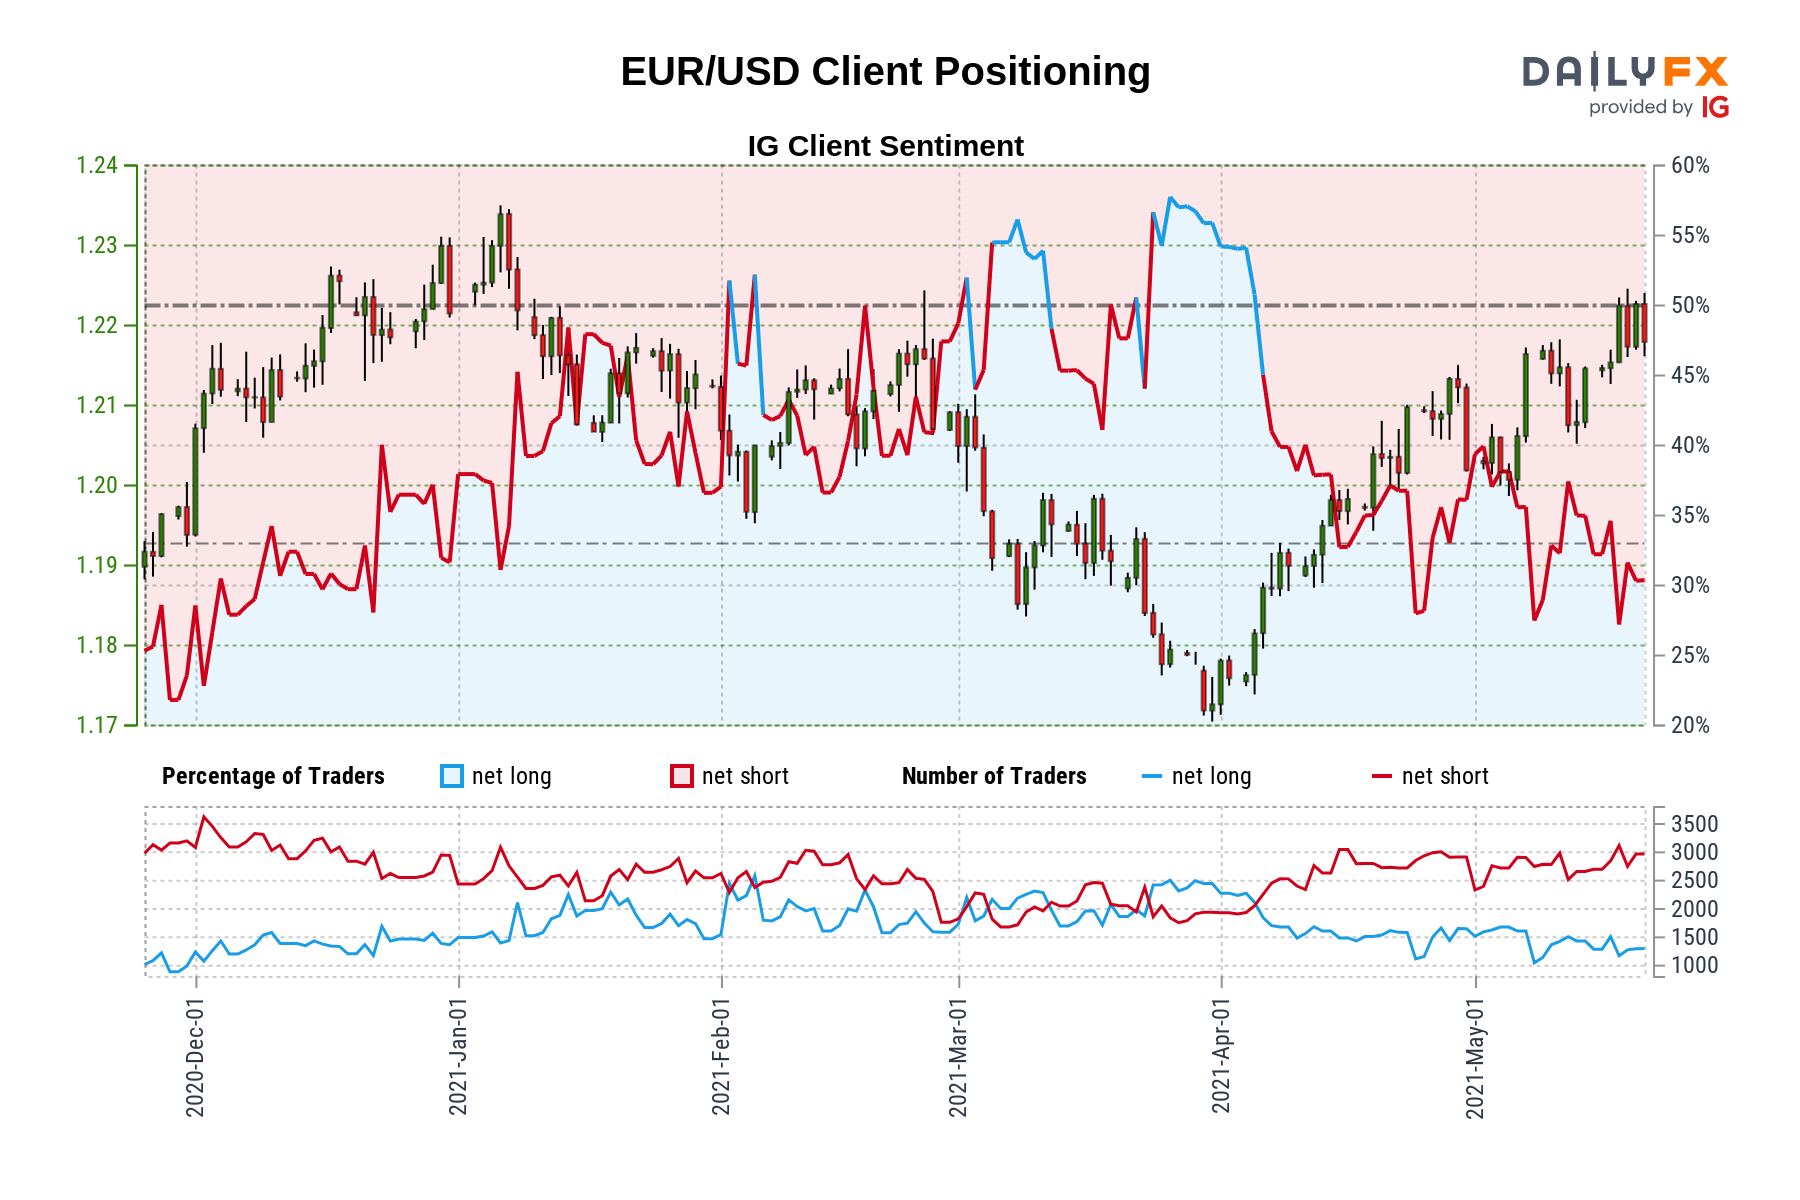 EUR/USD Client Positioning
DAILYFX
provided by IG
IG Client Sentiment
1.24
1.23
1.22
1.21
1.20
1.19
1.18
1.17
60%
55%
50%
45%
40%
35%
30%
25%
20%
Percentage of Traders net long net short Number of Traders net long net short
3500
3000
2500
2000
1500
1000
2020-Dec-01
2021-Jan-01
2021-Feb-01
2021-Mar-01
2021-Apr-01
2021-May-01